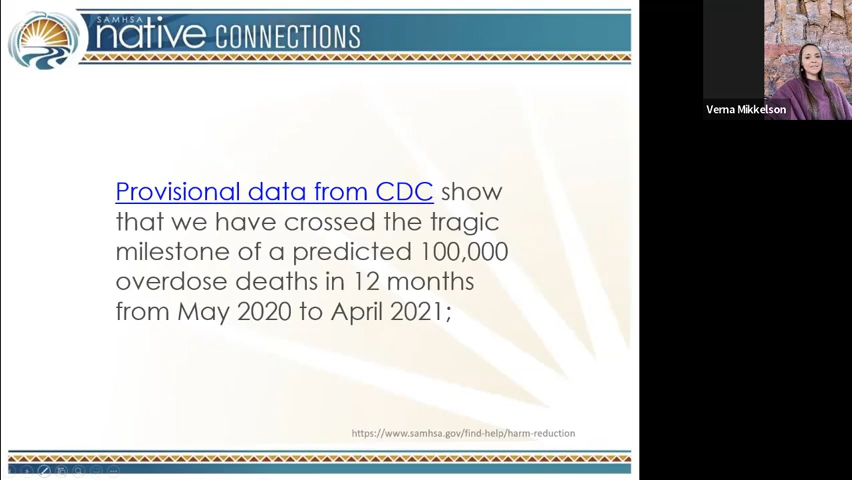 SAMHSA
native CONNECTIONS
Verna Mikkelson
Provisional data from CDC show
that we have crossed the tragic
milestone of a predicted 100,000
overdose deaths in 12 months
from May 2020 to April 2021;
https://www.samhsa.gov/find-help/harm-reduction